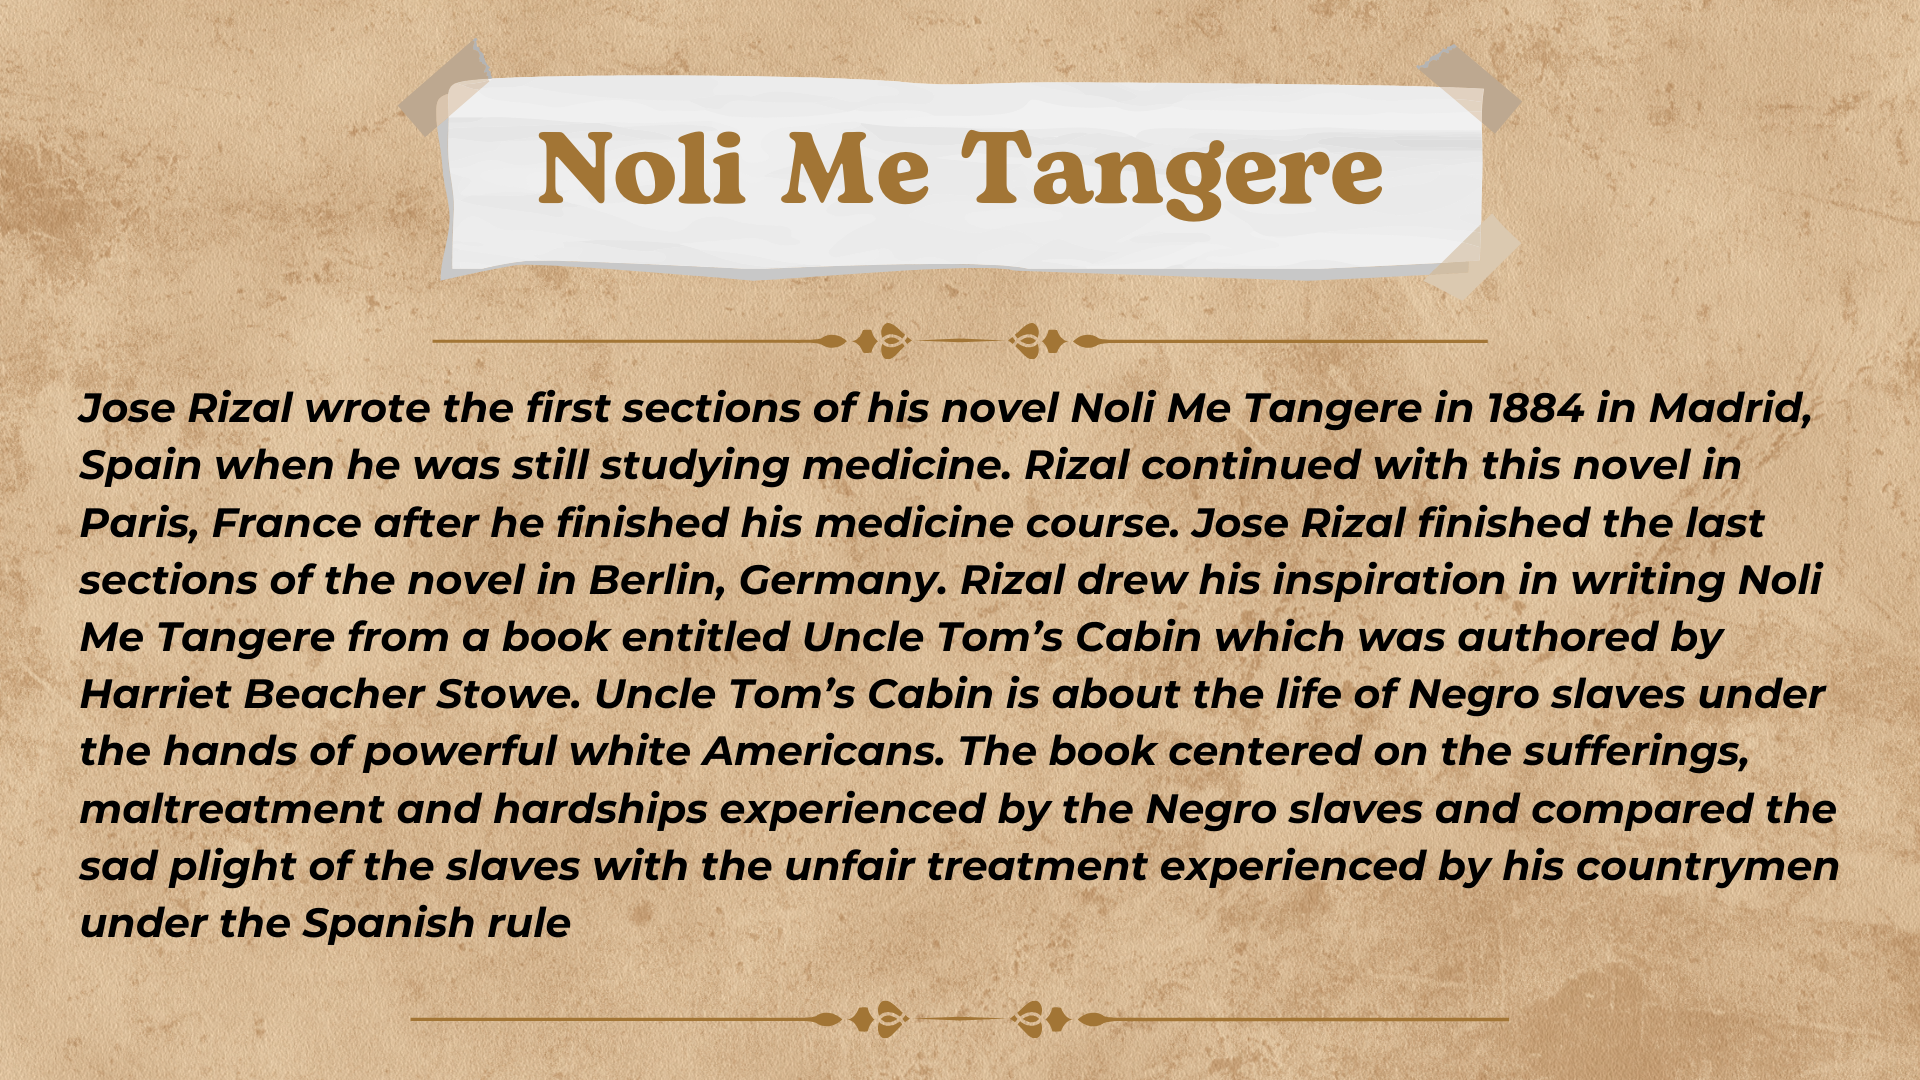 Noli Me Tangere
Jose Rizal wrote the first sections of his novel Noli Me Tangere in 1884 in Madrid,
Spain when he was still studying medicine. Rizal continued with this novel in
Paris, France after he finished his medicine course. Jose Rizal finished the last
sections of the novel in Berlin, Germany. Rizal drew his inspiration in writing Noli
Me Tangere from a book entitled Uncle Tom’s Cabin which was authored by
Harriet Beacher Stowe. Uncle Tom’s Cabin is about the life of Negro slaves under
the hands of powerful white Americans. The book centered on the sufferings,
maltreatment and hardships experienced by the Negro slaves and compared the
sad plight of the slaves with the unfair treatment experienced by his countrymen
under the Spanish rule